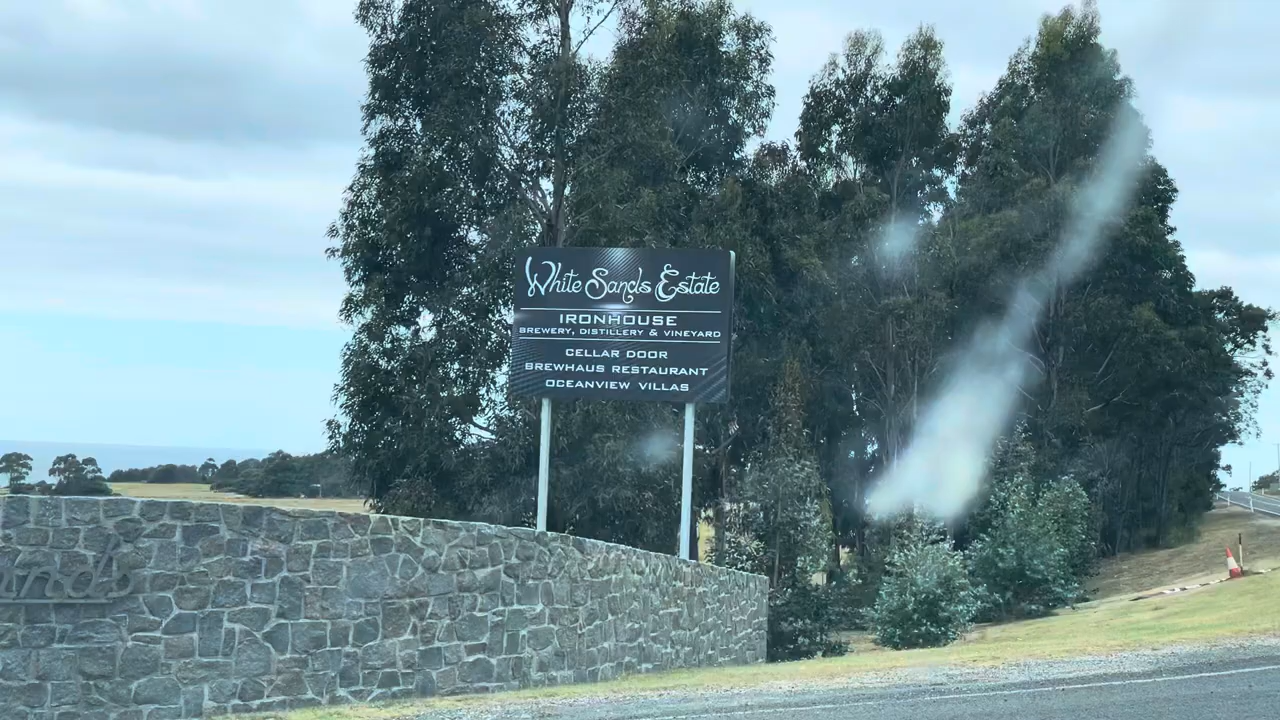 White Sands Estate
IRONHOUSE
BREWERY, DISTILLERY & VINEYARD
CELLAR DOOR
BREWHAUS RESTAURANT
OCEANVIEW VILLAS